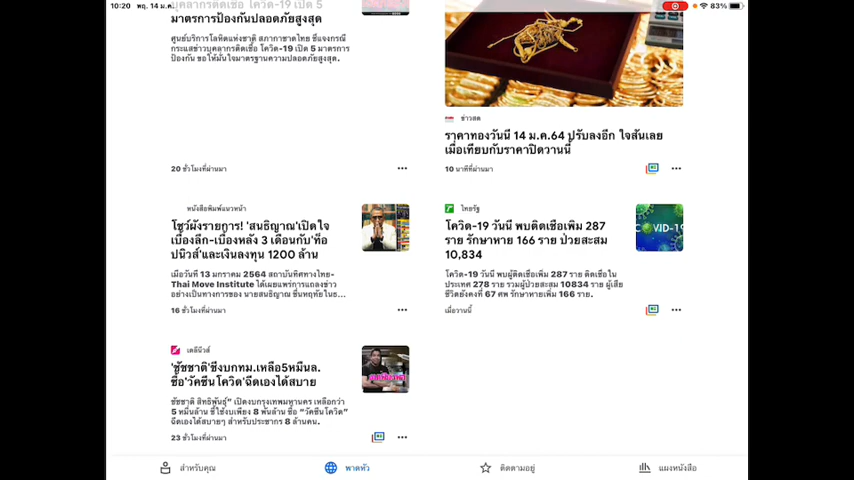 10:20 พฤ. 14 ม.ค.
83%
บุคลากรติดเชื้อ โควิด-19 เปิด 5
มาตรการป้องกันปลอดภัยสูงสุด
ศูนย์บริการโลหิตแห่งชาติ สภากาชาดไทย ชี้แจงกรณี
กระแสข่าวบุคลากรติดเชื้อ โควิด-19 เปิด 5 มาตรการ
ป้องกัน ขอให้มั่นใจมาตรฐานความปลอดภัยสูงสุด.
20 ชั่วโมงที่ผ่านมา
ข่าวสด
ราคาทองวันนี้ 14 ม.ค.64 ปรับลงอีก ใจสั่นเลย
เมื่อเทียบกับราคาปิดวานนี้
10 นาทีที่ผ่านมา
หนังสือพิมพ์แนวหน้า
โชว์ผังรายการ! 'สนธิญาณ'เปิดใจ
เบื้องลึก-เบื้องหลัง 3 เดือนกับ'ท็อ
ปนิวส์'และเงินลงทุน 1200 ล้าน
เมื่อวันที่ 13 มกราคม 2564 สถาบันทิศทางไทย-
Thai Move Institute ได้เผยแพร่การแถลงข่าว
อย่างเป็นทางการของ นายสนธิญาณ ชื่นฤทัยในธ...
16 ชั่วโมงที่ผ่านมา
ไทยรัฐ
โควิด-19 วันนี้ พบติดเชื้อเพิ่ม 287
ราย รักษาหาย 166 ราย ป่วยสะสม
10,834
COVID-19
โควิด-19 วันนี้ พบผู้ติดเชื้อเพิ่ม 287 ราย ติดเชื้อใน
ประเทศ 278 ราย รวมผู้ป่วยสะสม 10834 ราย ผู้เสีย
ชีวิตยังคงที่ 67 ศพ รักษาหายเพิ่ม 166 ราย.
เมื่อวานนี้
เดลินิวส์
'ชัชชาติ'ชี้งบกทม.เหลือ5หมื่นล.
ซื้อ'วัคซีนโควิด'ฉีดเองได้สบาย
ชัชชาติ สิทธิพันธุ์" เปิดงบกรุงเทพมหานคร เหลือกว่า
5 หมื่นล้าน ชี้ใช้งบเพียง 8 พันล้าน ซื้อ "วัคซีนโควิด"
ฉีดเองได้สบายๆ สำหรับประชากร 8 ล้านคน.
23 ชั่วโมงที่ผ่านมา
สำหรับคุณ
พาดหัว
ติดตามอยู่
แผงหนังสือ